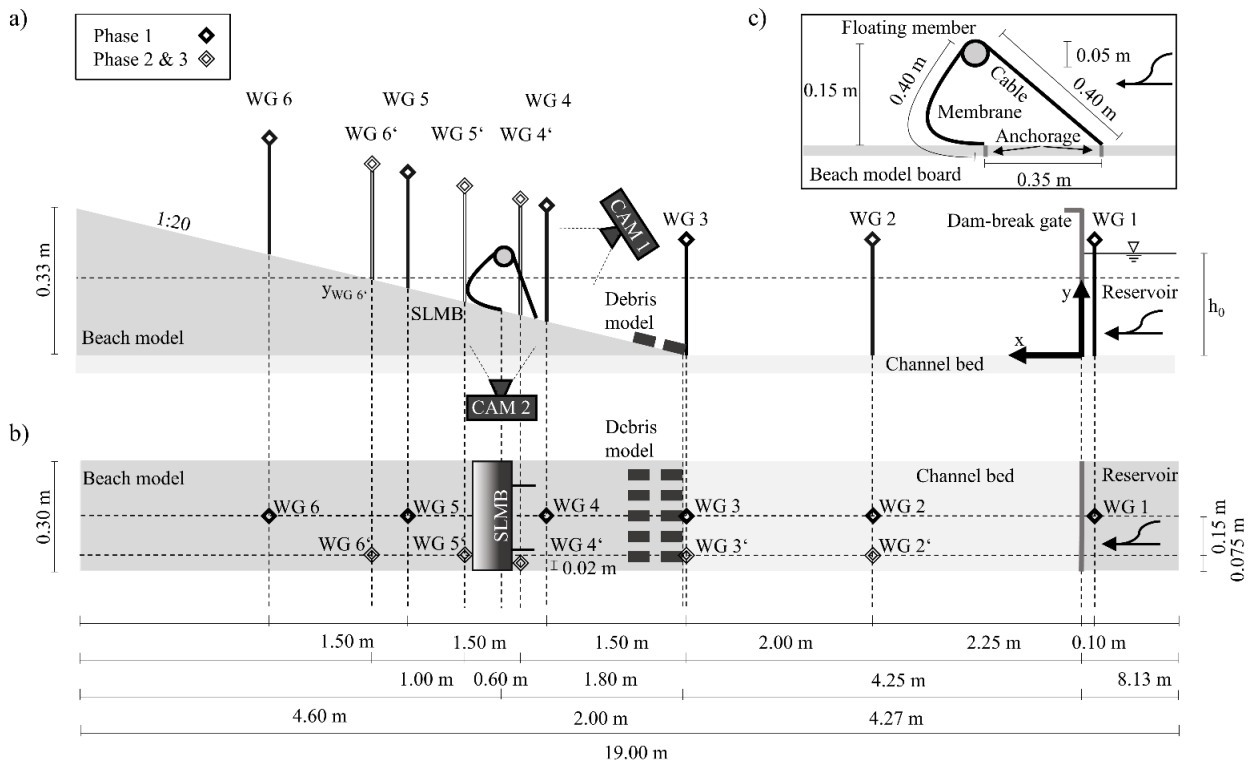 a)
Phase 1
Phase 2 & 3
c)
Floating member
0.05 m
0.15 m
0.40 m
Cable
0.40 m
Membrane
Anchorage
Beach model board
0.35 m
WG 6
WG 5
WG 4
WG 6‘
WG 5‘
WG 4‘
1:20
CAM 1
WG 3
WG 2
Dam-break gate
WG 1
0.33 m
yWG 6‘
SLMB
Debris
model
y
Reservoir
h0
Beach model
x
Channel bed
CAM 2
b)
Debris
model
Beach model
Channel bed
Reservoir
0.30 m
WG 6
WG 5
SLMB
WG 4
WG 3
WG 2
WG 1
WG 6‘
WG 5‘
WG 4‘
WG 3‘
WG 2‘
0.02 m
0.15 m
0.075 m
1.50 m
1.50 m
1.50 m
2.00 m
2.25 m
0.10 m
1.00 m
0.60 m
1.80 m
4.25 m
8.13 m
4.60 m
2.00 m
4.27 m
19.00 m